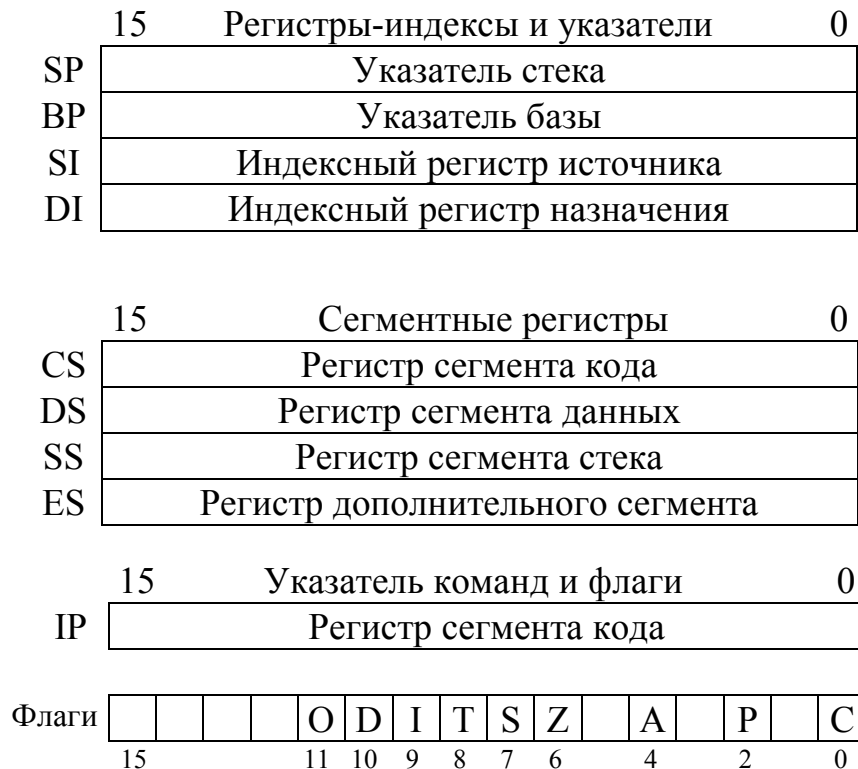 15 Регистры-индексы и указатели 0
SP Указатель стека
BP Указатель базы
SI Индексный регистр источника
DI Индексный регистр назначения
15 Сегментные регистры 0
CS Регистр сегмента кода
DS Регистр сегмента данных
SS Регистр сегмента стека
ES Регистр дополнительного сегмента
15 Указатель команд и флаги 0
IP Регистр сегмента кода
Флаги O D I T S Z A P C
15 11 10 9 8 7 6 4 2 0